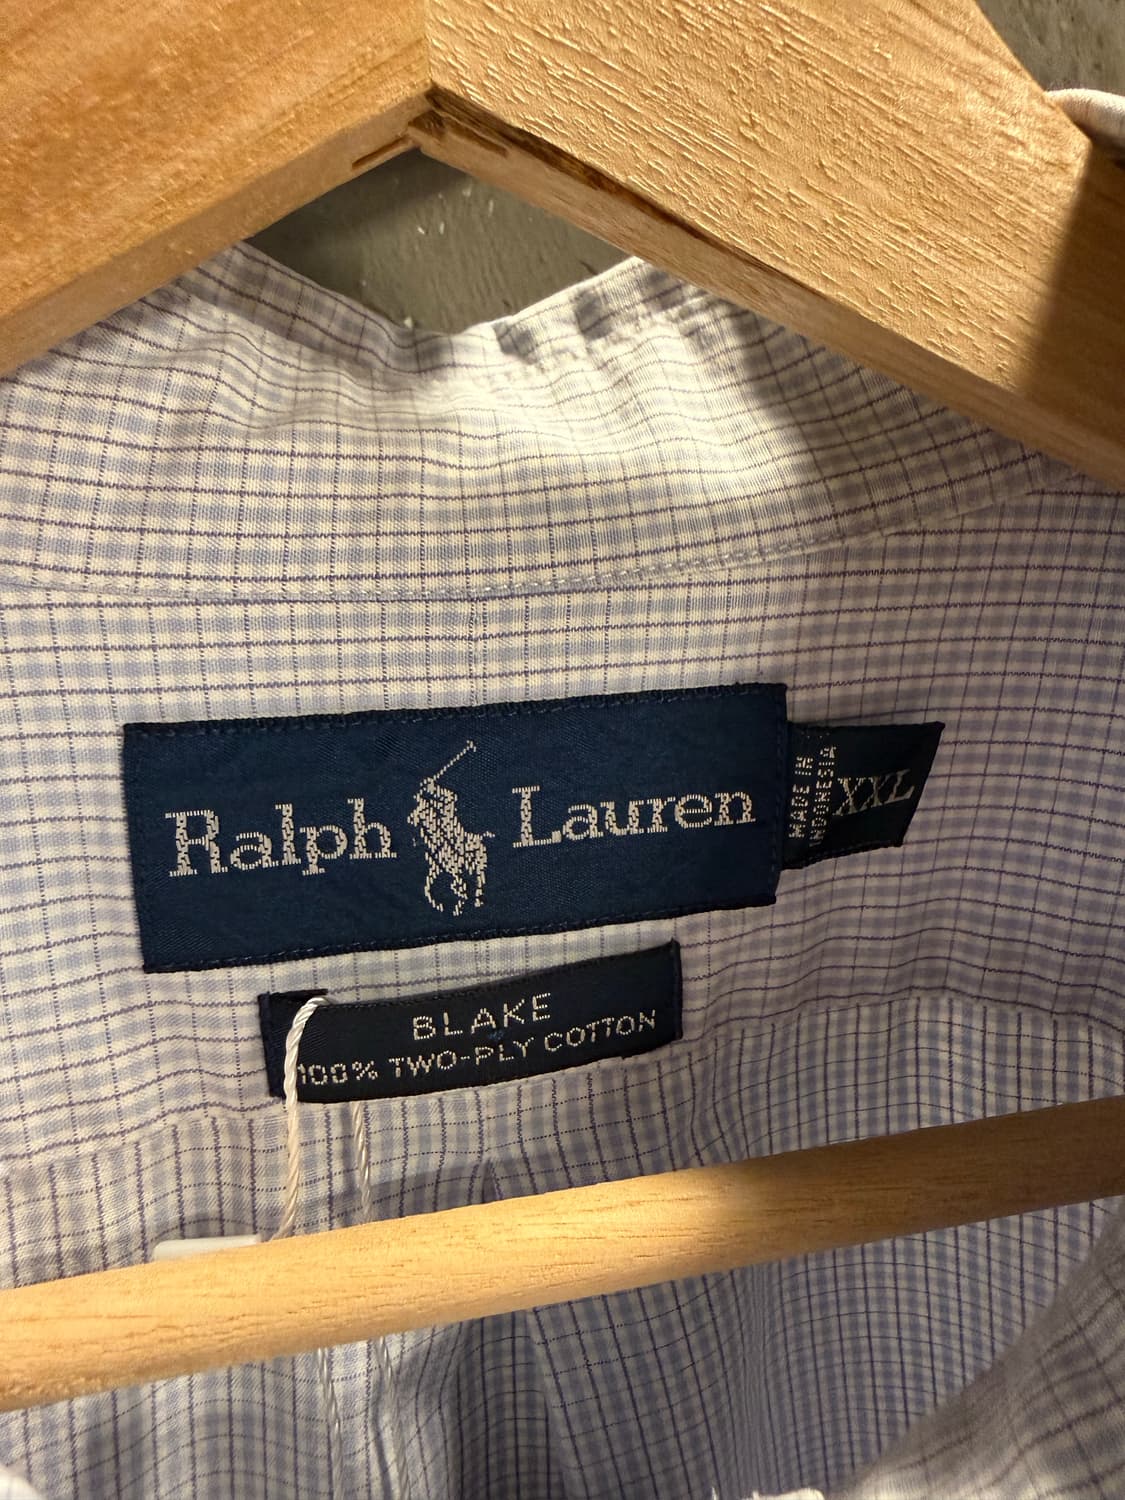 Ralph Lauren
MADE IN
INDONESIA
XXL
BLAKE
100% TWO-PLY COTTON